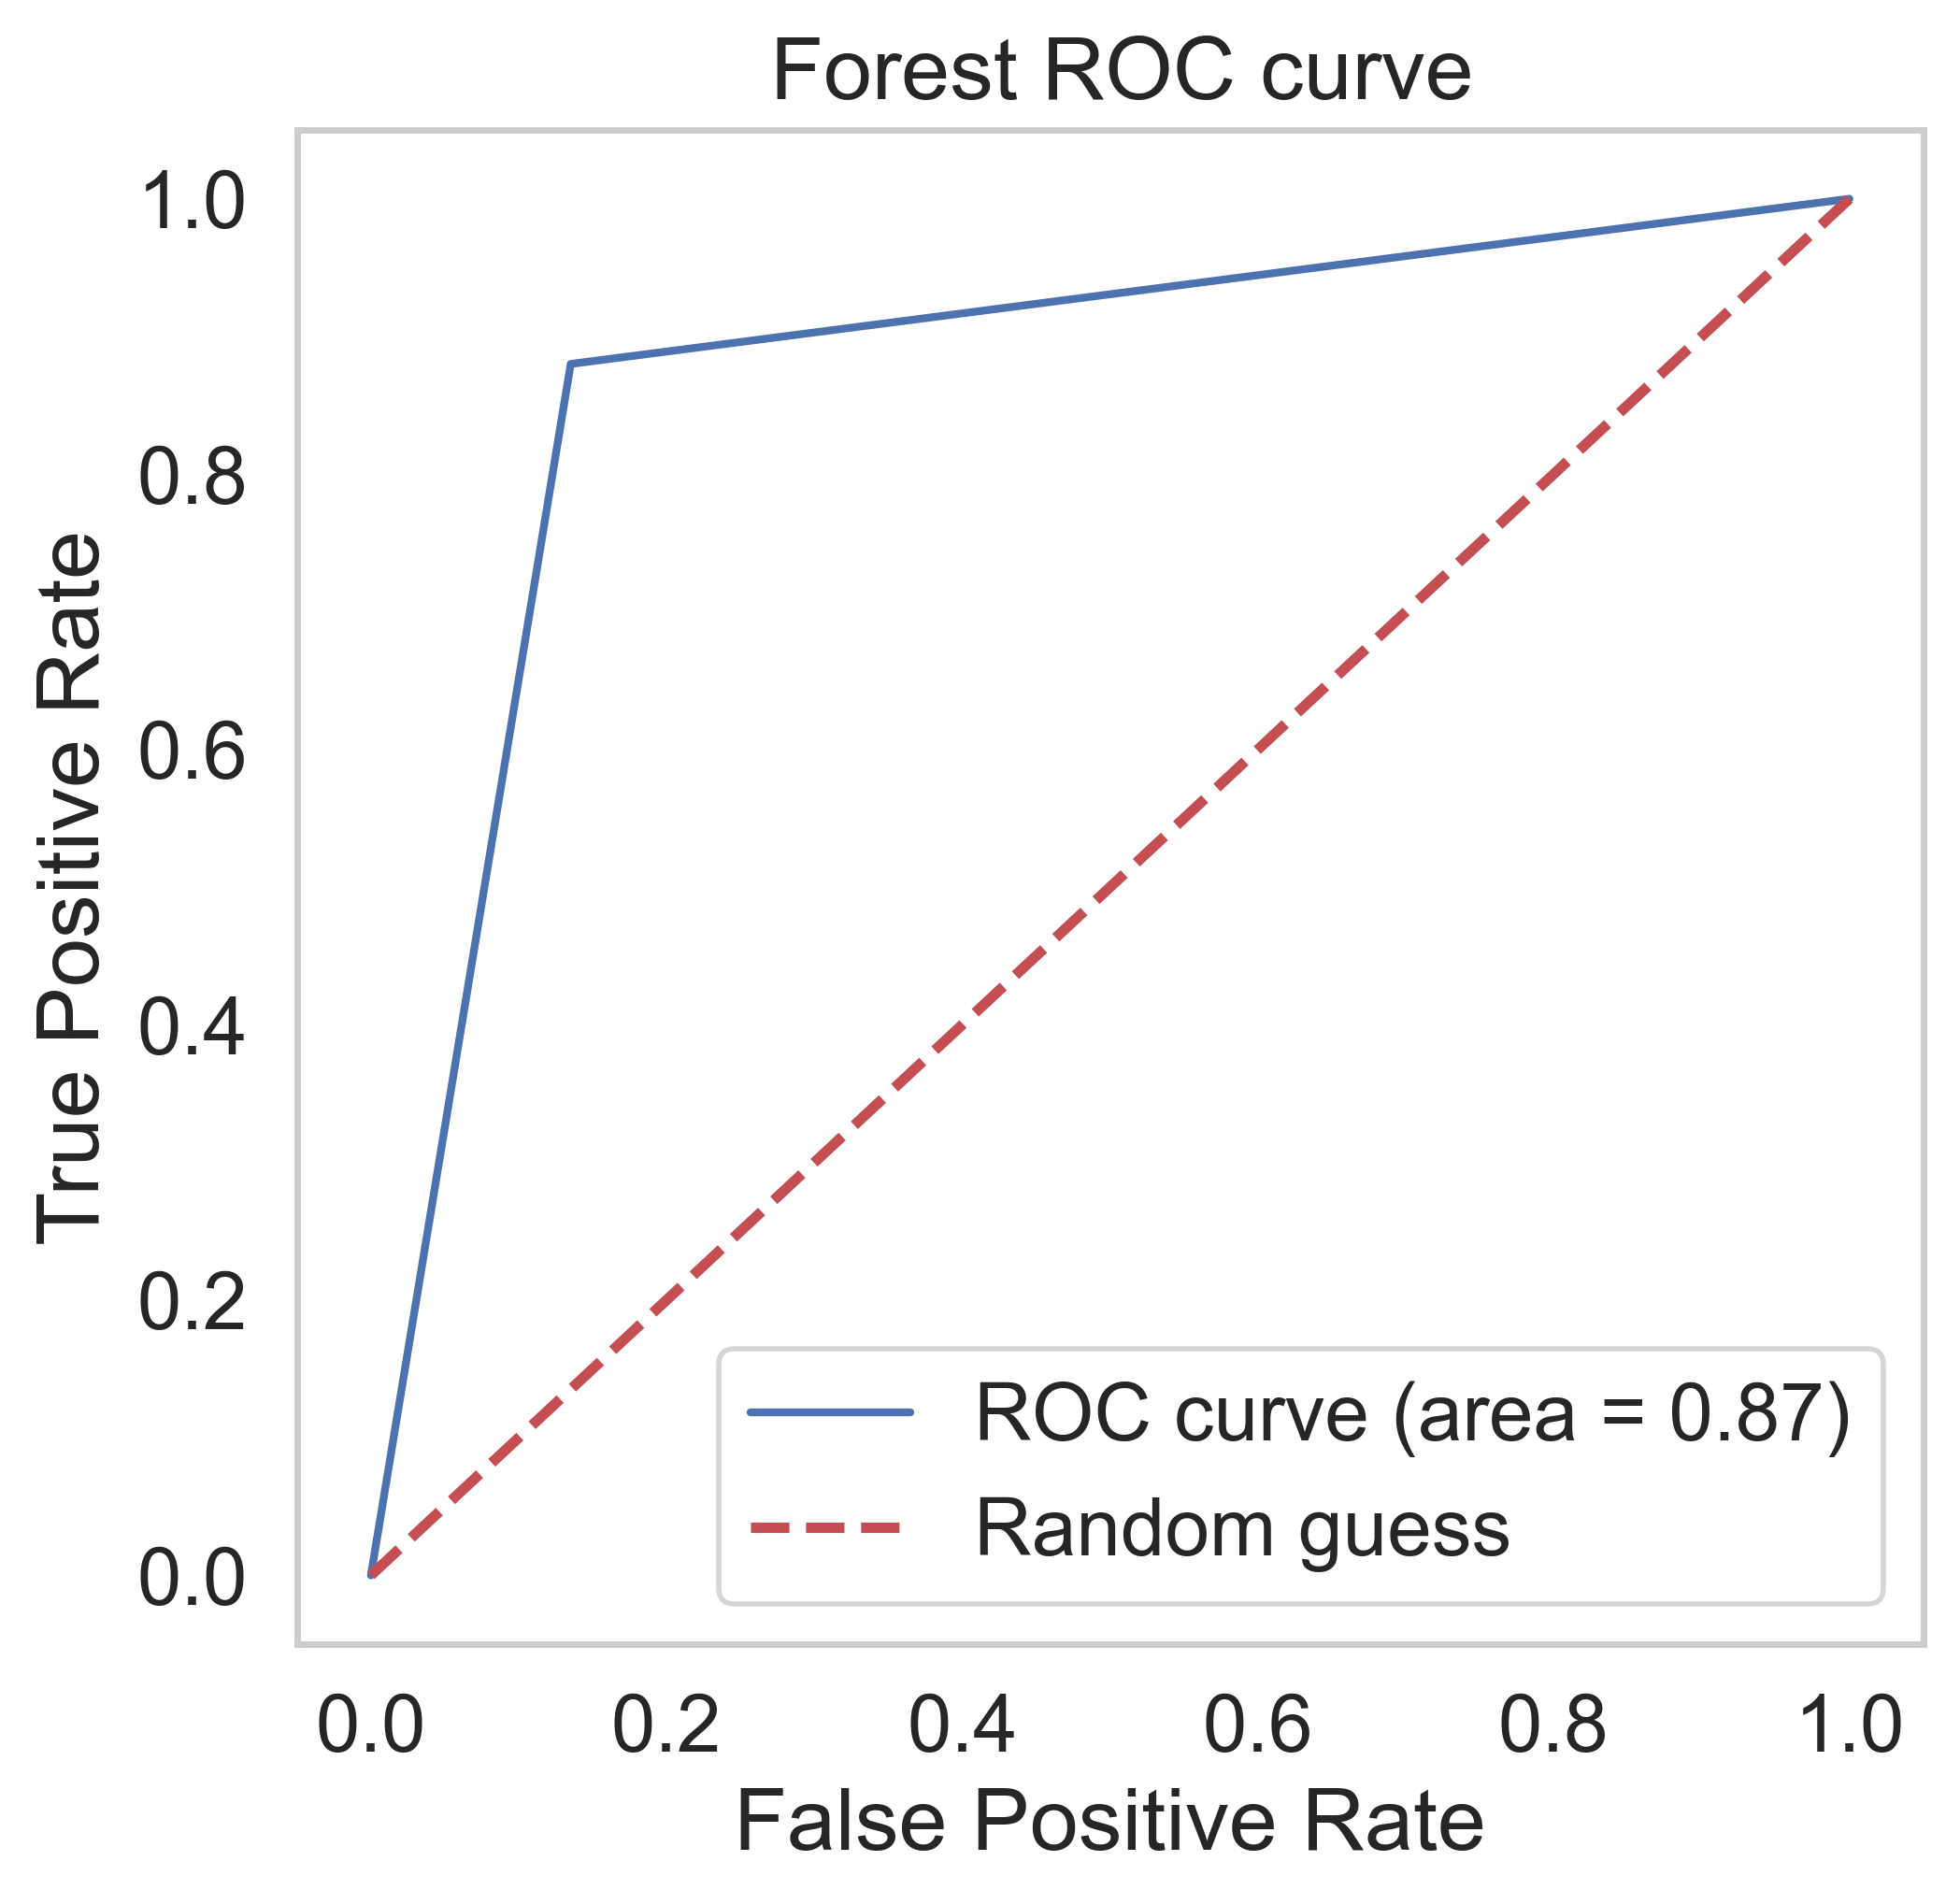 Forest ROC curve
True Positive Rate
1.0
0.8
0.6
0.4
0.2
0.0
ROC curve (area = 0.87)
Random guess
0.0 0.2 0.4 0.6 0.8 1.0
False Positive Rate